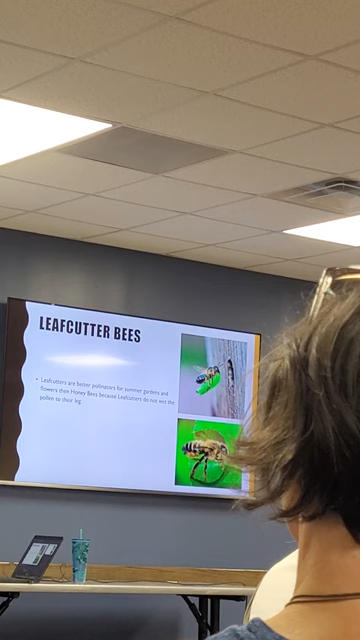 LEAFCUTTER BEES
• Leafcutters are better pollinators for summer gardens and
flowers then Honey Bees because Leafcutters do not wet the
pollen to their leg